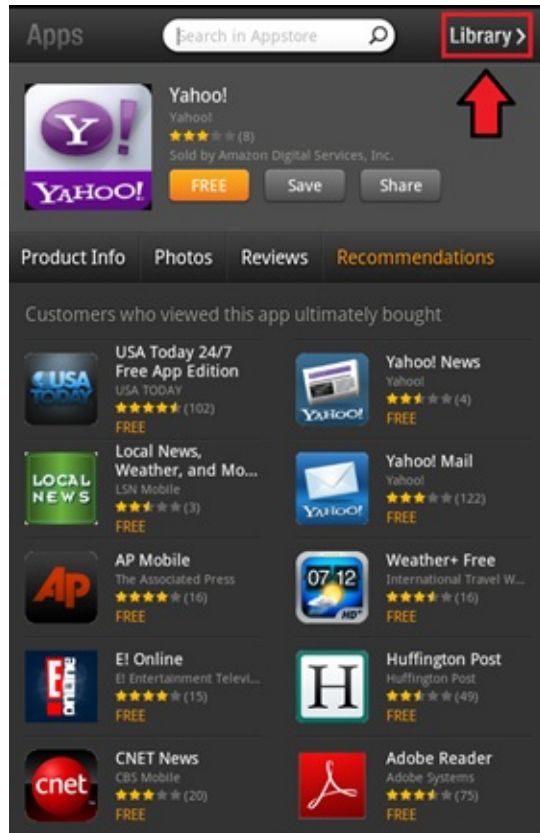 Apps
Search in Appstore
Library >
Y!
YAHOO!
Yahoo!
Yahoo!
(8)
Sold by Amazon Digital Services, Inc.
FREE
Save
Share
Product Info
Photos
Reviews
Recommendations
Customers who viewed this app ultimately bought
USA TODAY
USA Today 24/7
Free App Edition
USA TODAY
(102)
FREE
YAHOO!
Yahoo! News
Yahoo!
(4)
FREE
LOCAL
NEWS
Local News,
Weather, and Mo...
LSN Mobile
(3)
FREE
YAHOO!
Yahoo! Mail
Yahoo!
(122)
FREE
AP
AP Mobile
The Associated Press
(16)
FREE
07 12
HD+
Weather+ Free
International Travel W...
(16)
FREE
E!
online
E! Online
E! Entertainment Televi...
(15)
FREE
H
Huffington Post
Huffington Post
(49)
FREE
cnet
CNET News
CBS Mobile
(20)
FREE
Adobe Reader
Adobe Systems
(75)
FREE